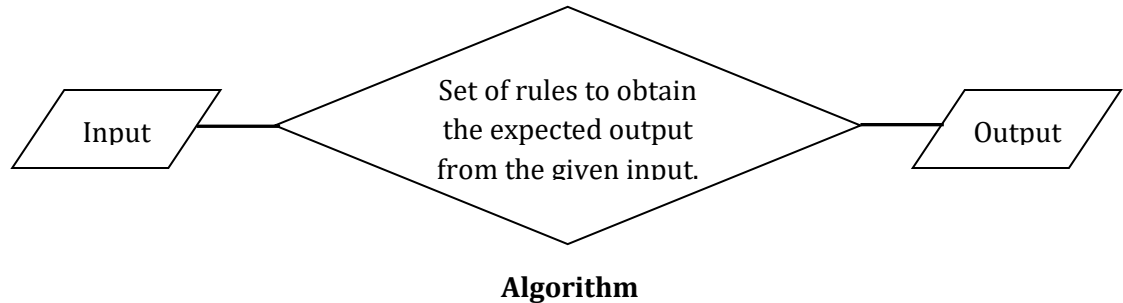 Input
Set of rules to obtain
the expected output
from the given input.
Output
Algorithm